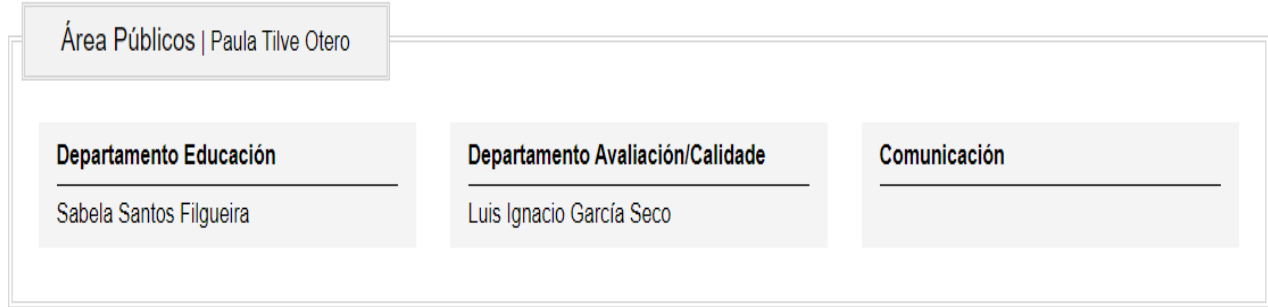 Área Públicos | Paula Tilve Otero
Departamento Educación
Sabela Santos Filgueira
Departamento Avaliación/Calidade
Luis Ignacio García Seco
Comunicación